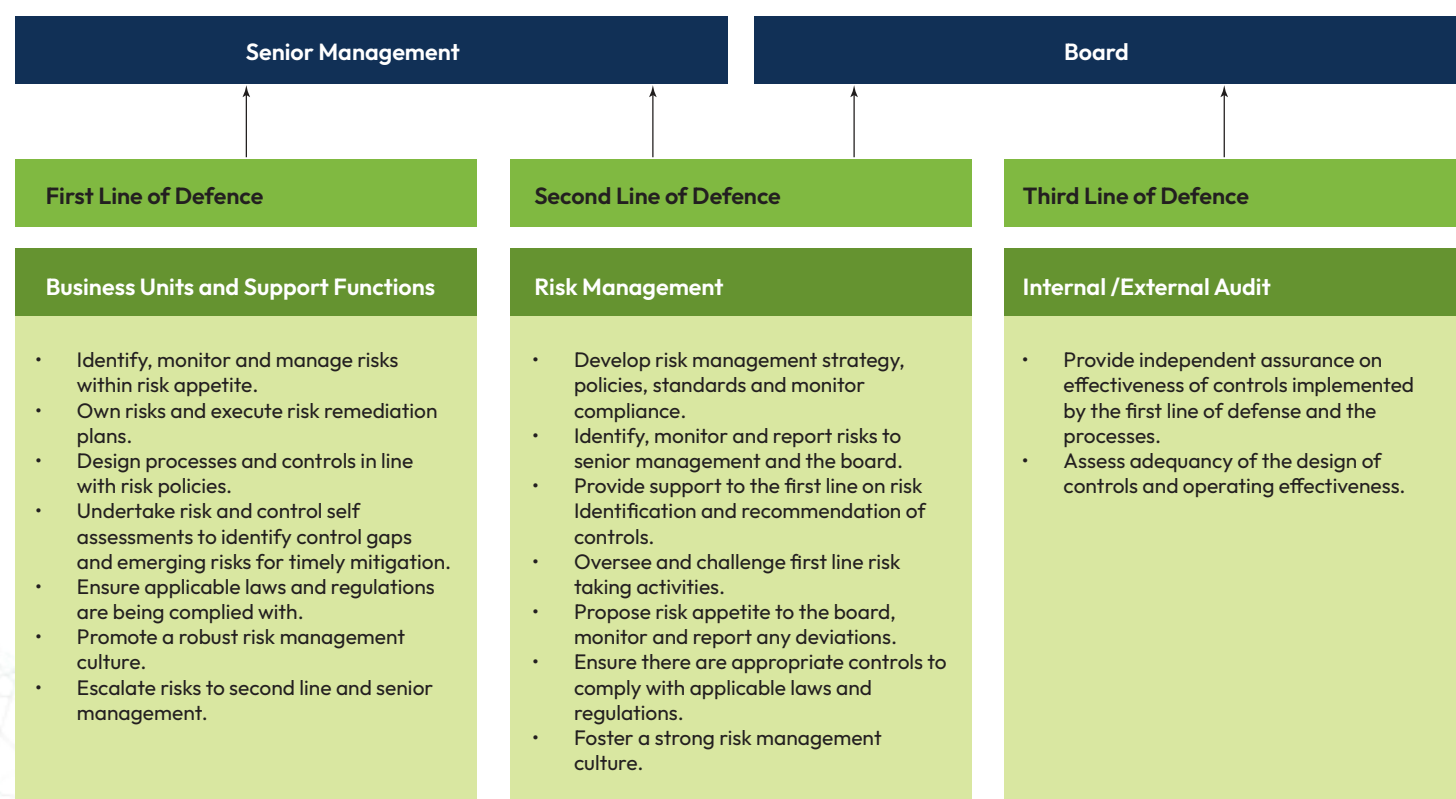 Senior Management
Board
First Line of Defence
Second Line of Defence
Third Line of Defence
Business Units and Support Functions
Risk Management
Internal /External Audit
• Identify, monitor and manage risks
within risk appetite.
• Own risks and execute risk remediation
plans.
• Design processes and controls in line
with risk policies.
• Undertake risk and control self
assessments to identify control gaps
and emerging risks for timely mitigation.
• Ensure applicable laws and regulations
are being complied with.
• Promote a robust risk management
culture.
• Escalate risks to second line and senior
management.
• Develop risk management strategy,
policies, standards and monitor
compliance.
• Identify, monitor and report risks to
senior management and the board.
• Provide support to the first line on risk
Identification and recommendation of
controls.
• Oversee and challenge first line risk
taking activities.
• Propose risk appetite to the board,
monitor and report any deviations.
• Ensure there are appropriate controls to
comply with applicable laws and
regulations.
• Foster a strong risk management
culture.
• Provide independent assurance on
effectiveness of controls implemented
by the first line of defense and the
processes.
• Assess adequancy of the design of
controls and operating effectiveness.